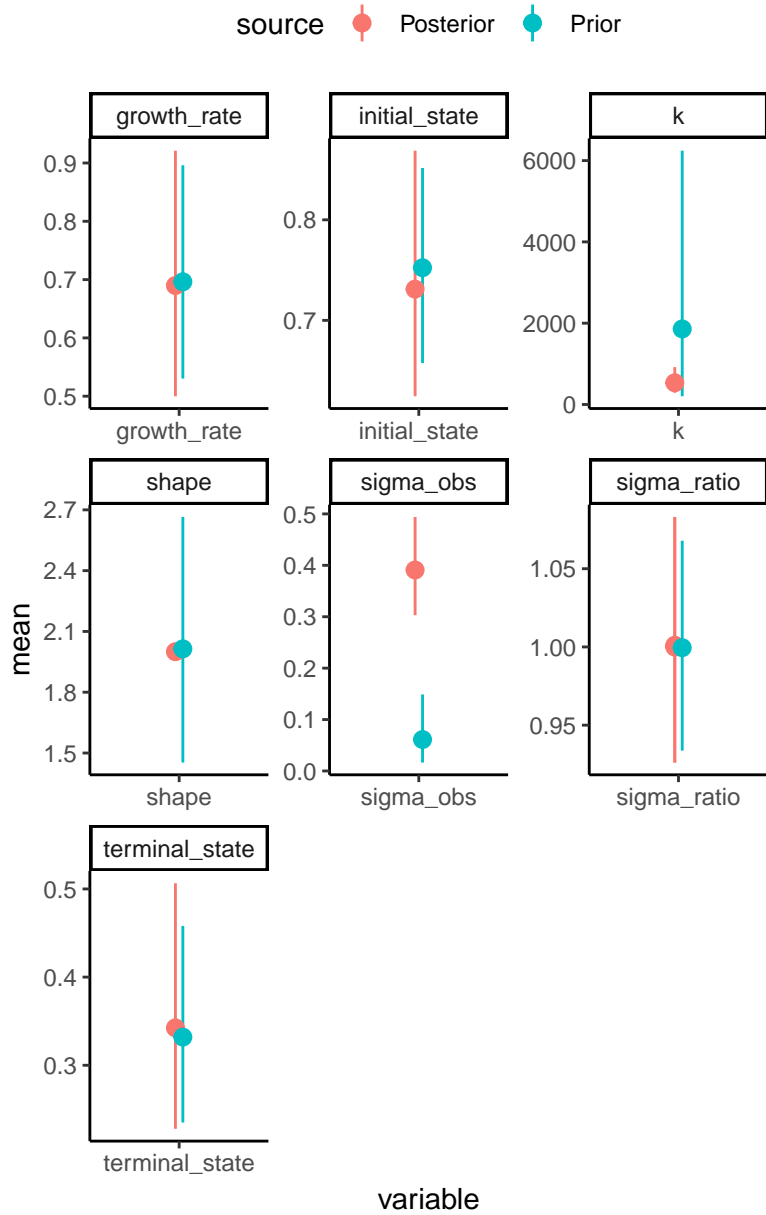 source Posterior Prior
growth_rate initial_state k
0.9
0.8
0.7
0.6
0.5
growth_rate
0.8
0.7
initial_state
6000
4000
2000
0
k
shape sigma_obs sigma_ratio
2.7
2.4
2.1
1.8
1.5
shape
0.5
0.4
0.3
0.2
0.1
0.0
sigma_obs
1.05
1.00
0.95
sigma_ratio
mean
terminal_state
0.5
0.4
0.3
terminal_state
variable